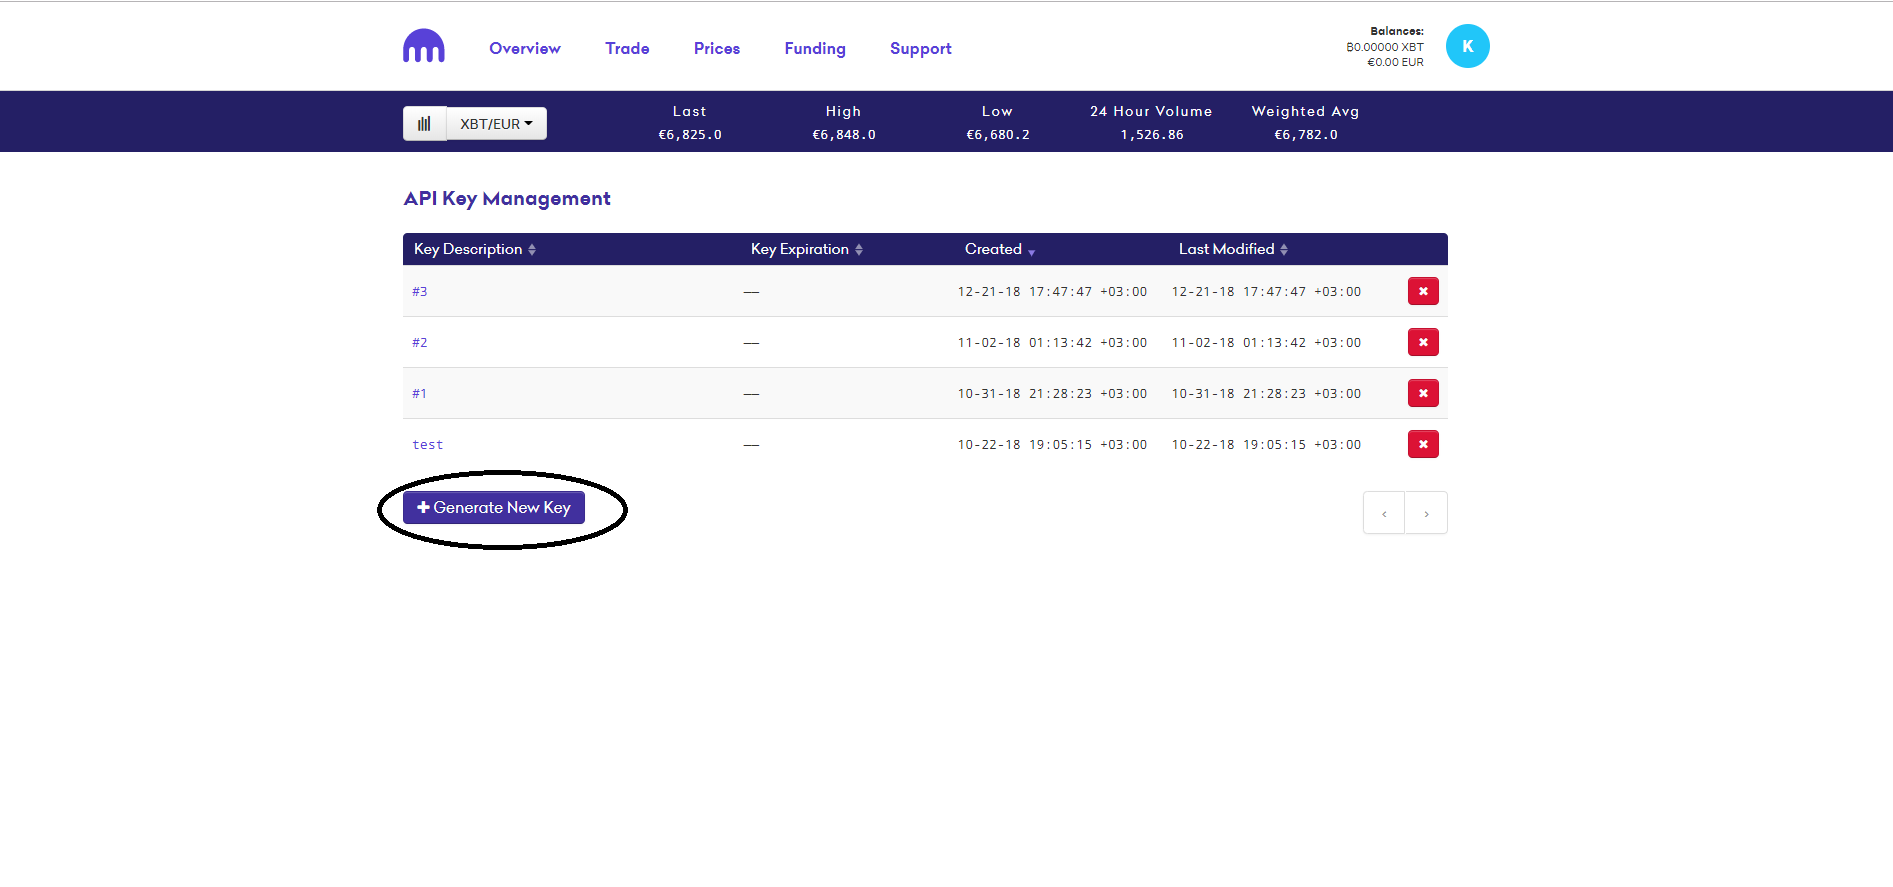 Overview Trade Prices Funding Support
Balances:
Ƀ0.00000 XBT
€0.00 EUR
K
XBT/EUR
Last High Low 24 Hour Volume Weighted Avg
€6,825.0 €6,848.0 €6,680.2 1,526.86 €6,782.0
API Key Management
Key Description Key Expiration Created Last Modified
#3 — 12-21-18 17:47:47 +03:00 12-21-18 17:47:47 +03:00
#2 — 11-02-18 01:13:42 +03:00 11-02-18 01:13:42 +03:00
#1 — 10-31-18 21:28:23 +03:00 10-31-18 21:28:23 +03:00
test — 10-22-18 19:05:15 +03:00 10-22-18 19:05:15 +03:00
Generate New Key
‹ ›